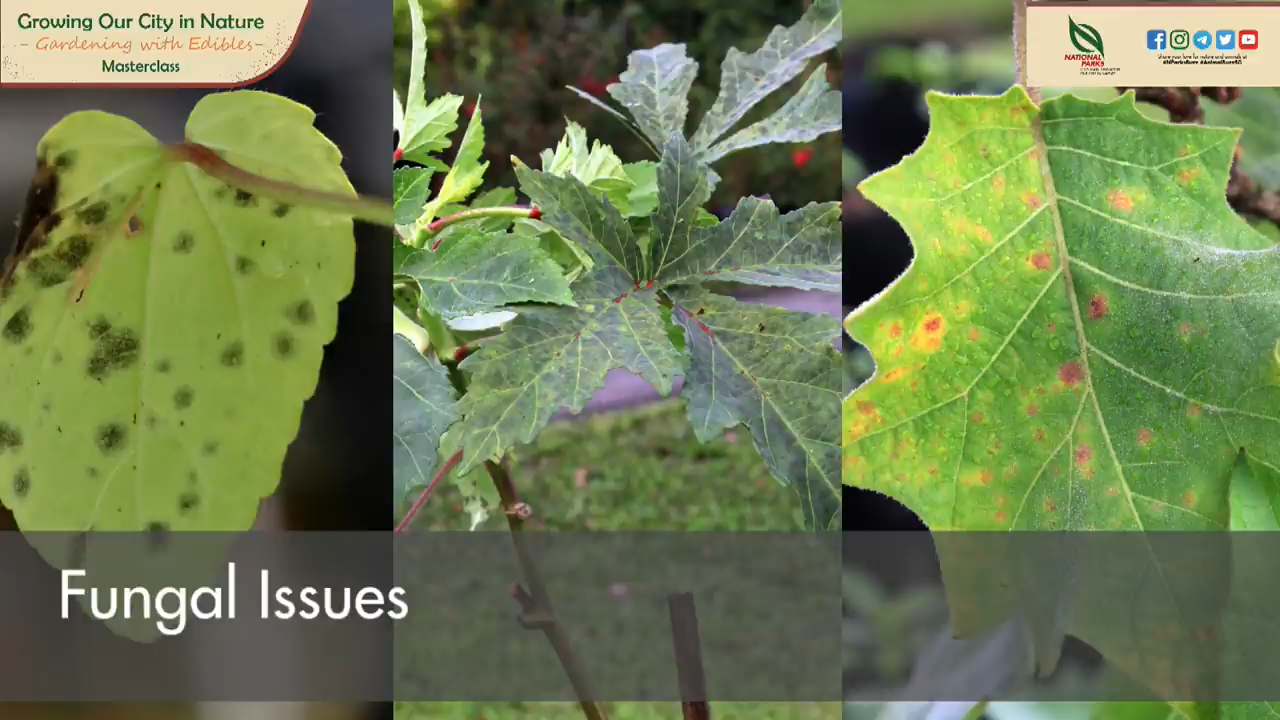 Growing Our City in Nature
- Gardening with Edibles -
Masterclass
NATIONAL
PARKS
Fungal Issues